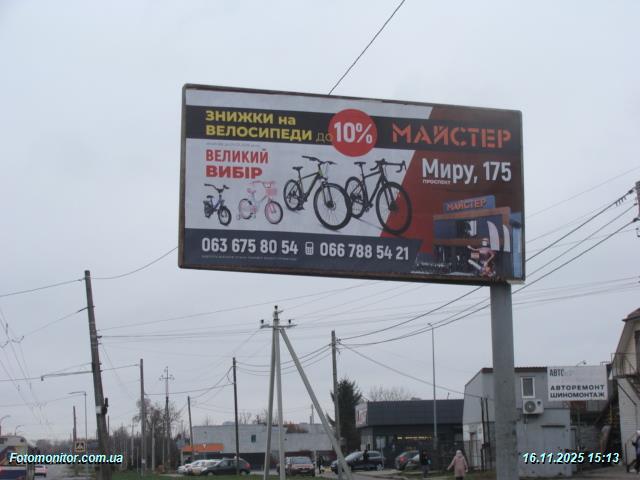 ЗНИЖКИ на
ВЕЛОСИПЕДИ до 10%
МАЙСТЕР
ВЕЛИКИЙ
ВИБІР
Миру, 175
ПРОСПЕКТ
МАЙСТЕР
063 675 80 54 066 788 54 21
АВТО
АВТОРЕМОНТ
ШИНОМОНТАЖ
Fotomonitor.com.ua
16.11.2025 15:13